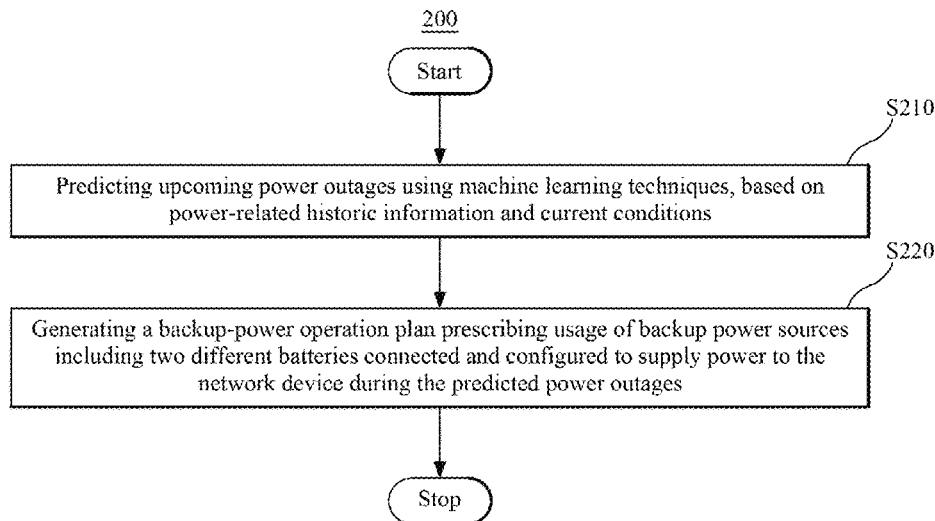 200
Start
S210
Predicting upcoming power outages using machine learning techniques, based on
power-related historic information and current conditions
S220
Generating a backup-power operation plan prescribing usage of backup power sources
including two different batteries connected and configured to supply power to the
network device during the predicted power outages
Stop